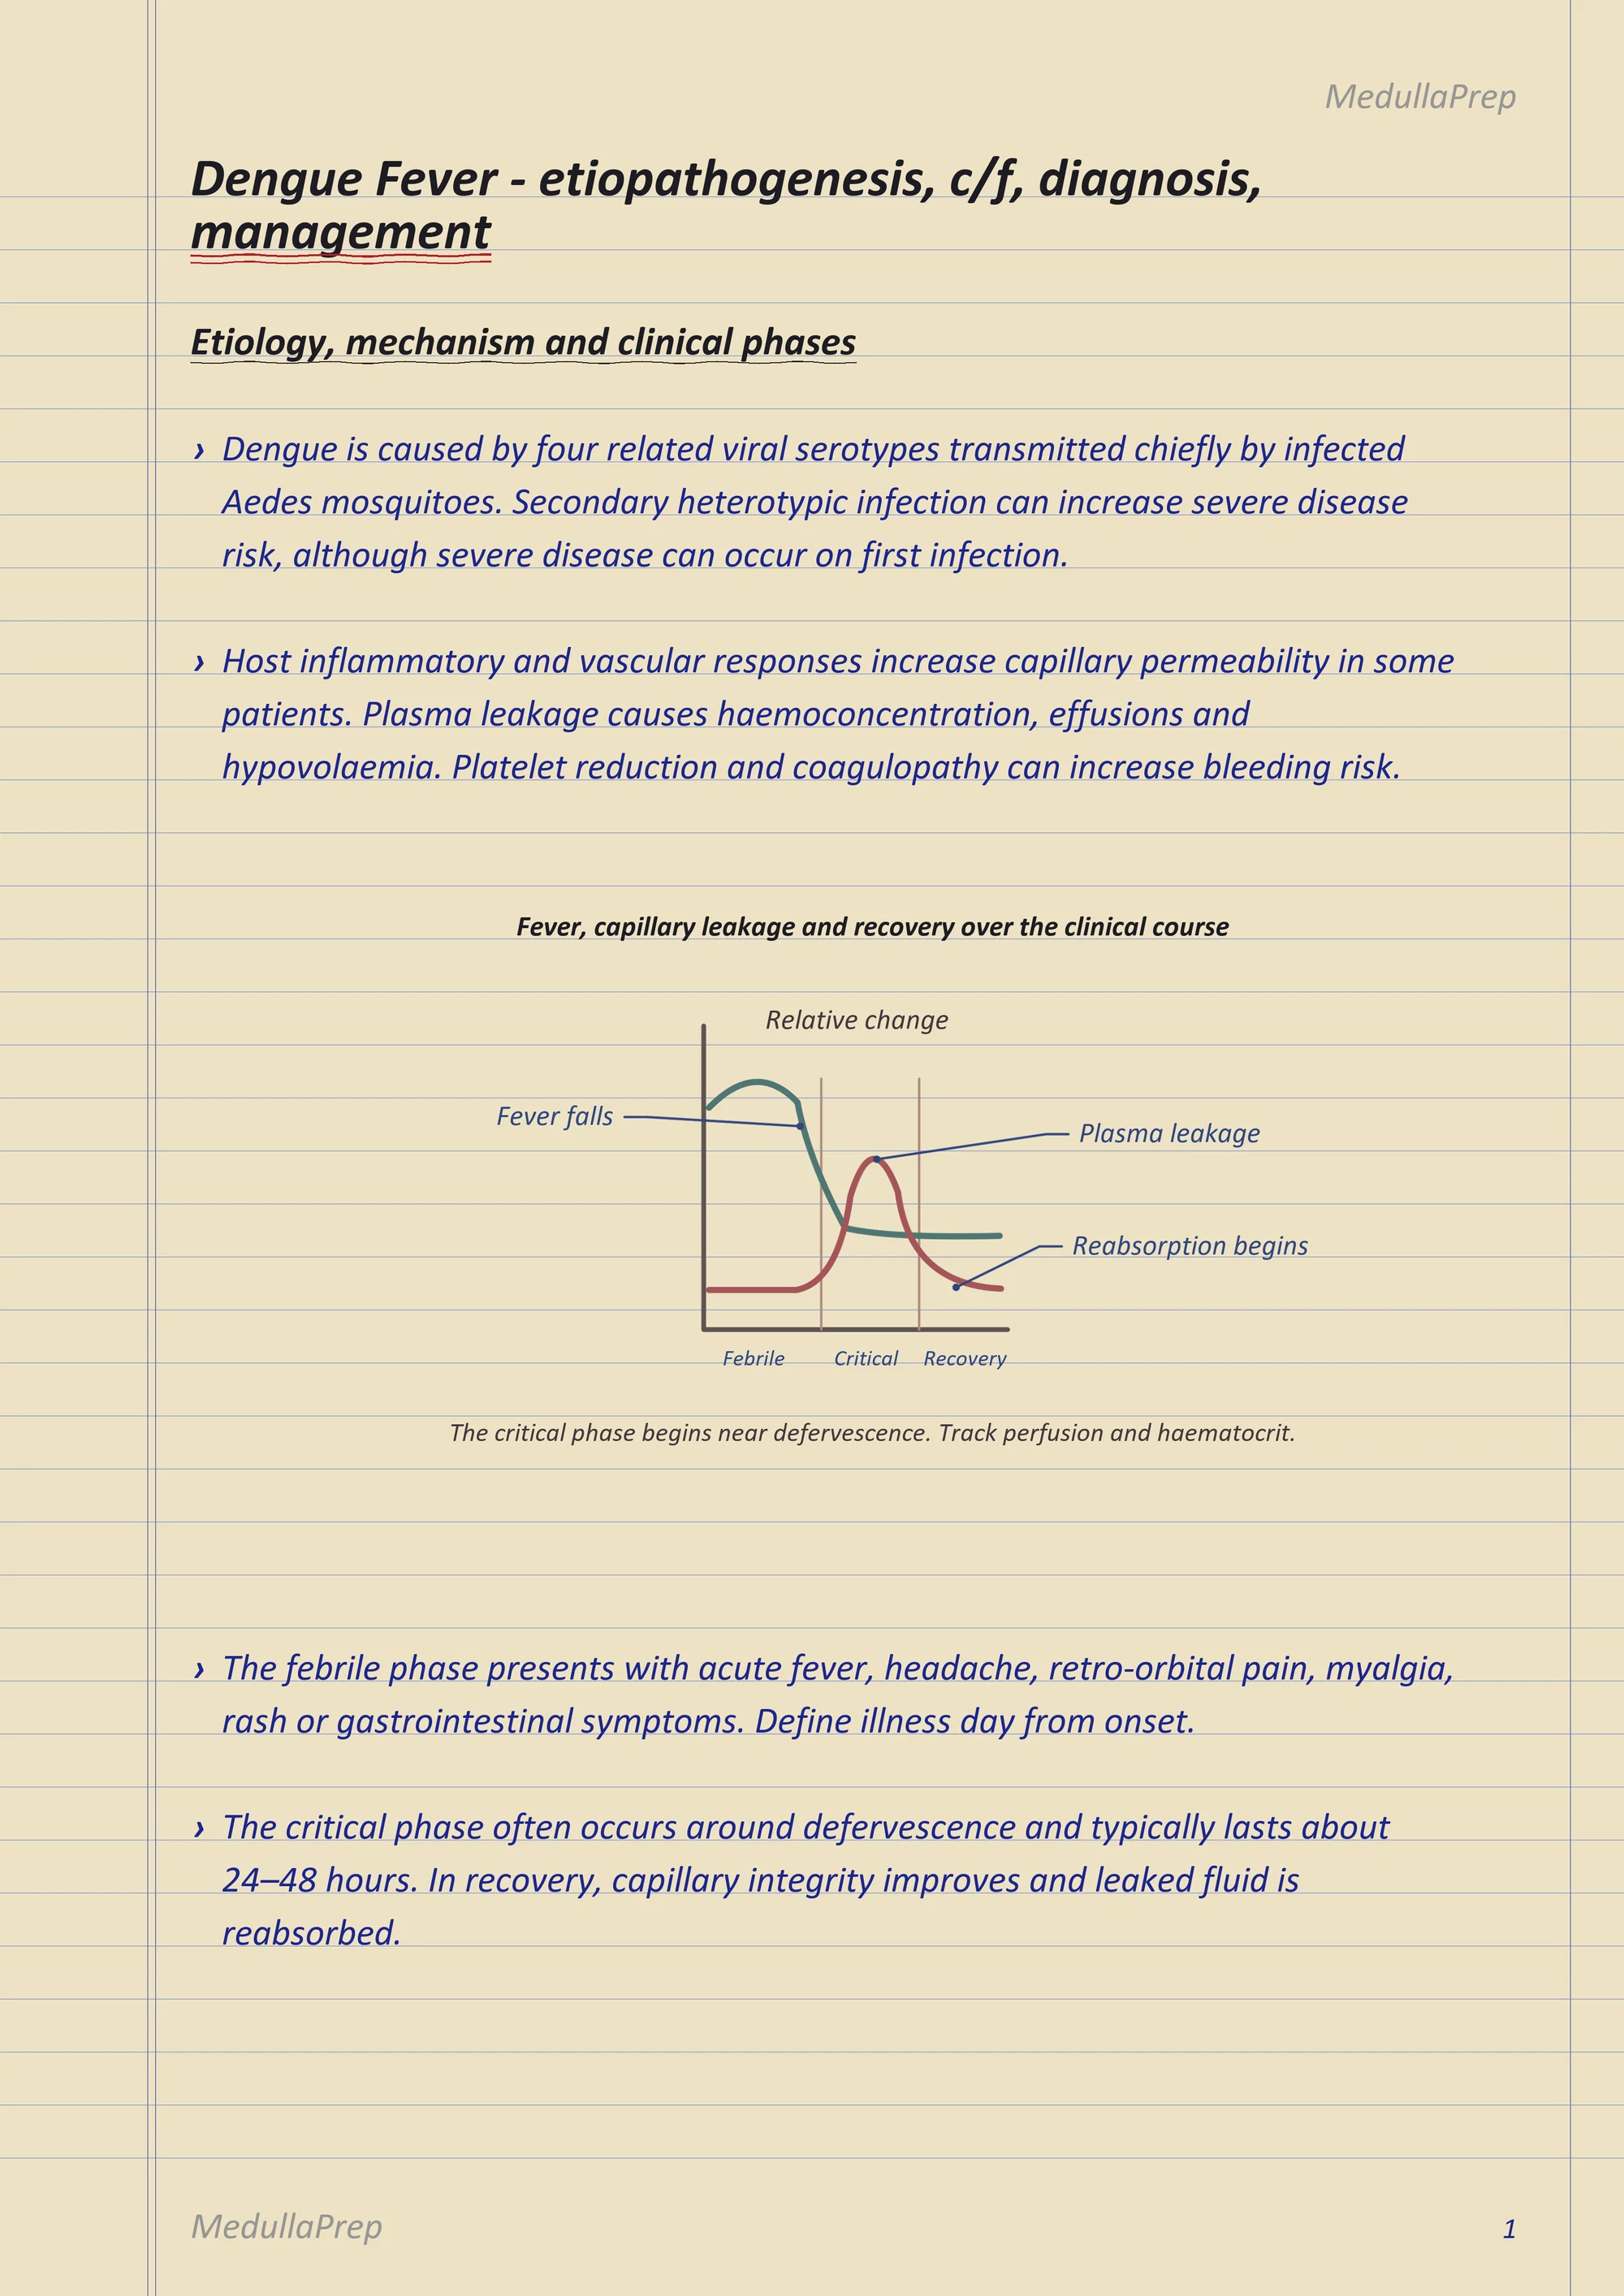 MedullaPrep
Dengue Fever - etiopathogenesis, c/f, diagnosis,
management
Etiology, mechanism and clinical phases
› Dengue is caused by four related viral serotypes transmitted chiefly by infected
Aedes mosquitoes. Secondary heterotypic infection can increase severe disease
risk, although severe disease can occur on first infection.
› Host inflammatory and vascular responses increase capillary permeability in some
patients. Plasma leakage causes haemoconcentration, effusions and
hypovolaemia. Platelet reduction and coagulopathy can increase bleeding risk.
Fever, capillary leakage and recovery over the clinical course
Relative change
Fever falls
Plasma leakage
Reabsorption begins
Febrile Critical Recovery
The critical phase begins near defervescence. Track perfusion and haematocrit.
› The febrile phase presents with acute fever, headache, retro-orbital pain, myalgia,
rash or gastrointestinal symptoms. Define illness day from onset.
› The critical phase often occurs around defervescence and typically lasts about
24–48 hours. In recovery, capillary integrity improves and leaked fluid is
reabsorbed.
MedullaPrep
1